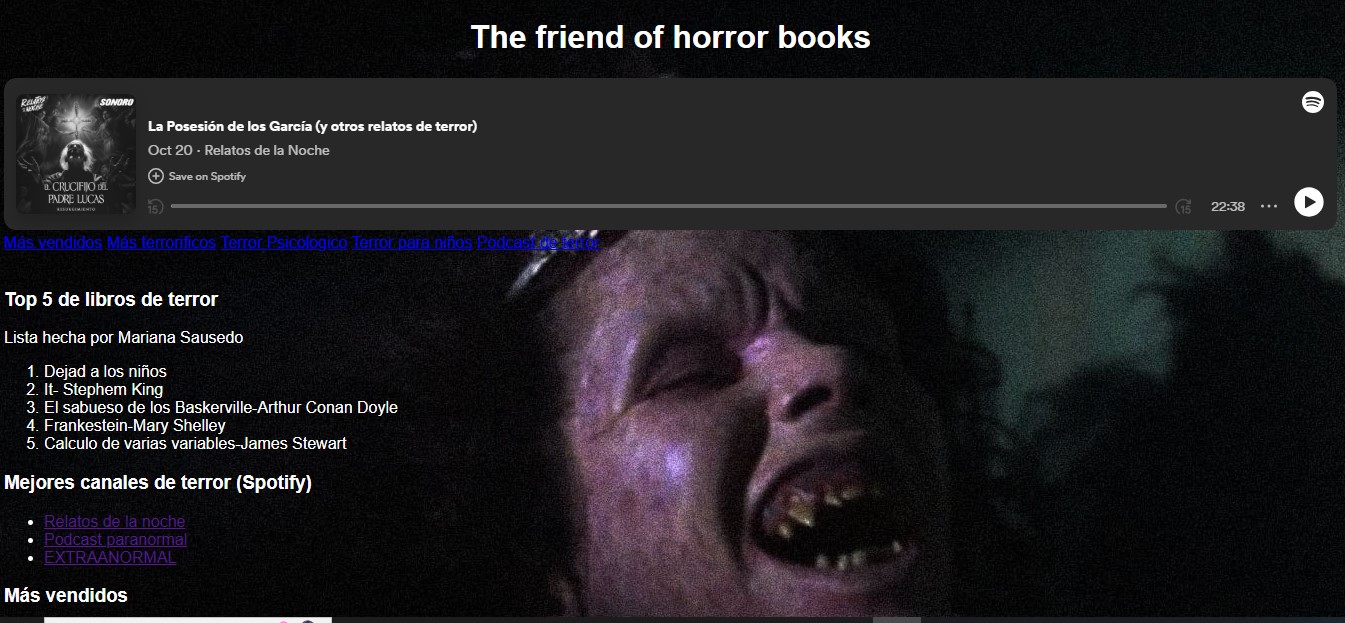 The friend of horror books
RELATOS DE LA NOCHE
SONORO
EL CRUCIFIJO DEL
PADRE LUCAS
La Posesión de los García (y otros relatos de terror)
Oct 20 · Relatos de la Noche
Save on Spotify
15
15
22:38
Más vendidos Más terrorificos Terror Psicologico Terror para niños Podcast de terror
Top 5 de libros de terror
Lista hecha por Mariana Sausedo
1. Dejad a los niños
2. It- Stephem King
3. El sabueso de los Baskerville-Arthur Conan Doyle
4. Frankestein-Mary Shelley
5. Calculo de varias variables-James Stewart
Mejores canales de terror (Spotify)
Relatos de la noche
Podcast paranormal
EXTRAANORMAL
Más vendidos